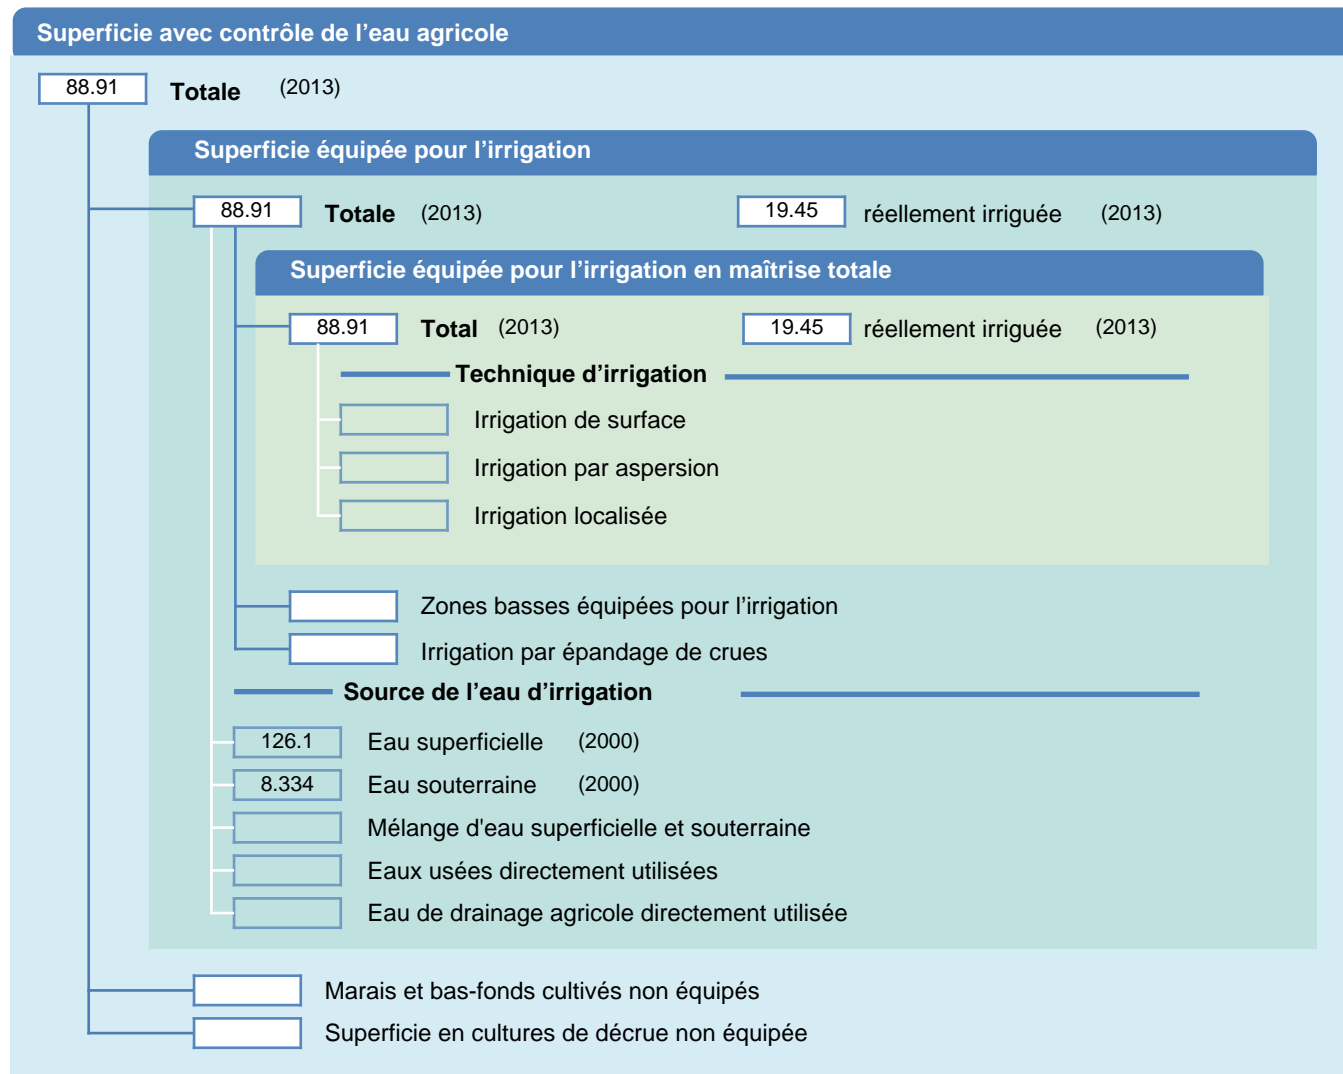 Superficie avec contrôle de l’eau agricole
88.91 Totale (2013)
Superficie équipée pour l’irrigation
88.91 Totale (2013) 19.45 réellement irriguée (2013)
Superficie équipée pour l’irrigation en maîtrise totale
88.91 Total (2013) 19.45 réellement irriguée (2013)
Technique d’irrigation
Irrigation de surface
Irrigation par aspersion
Irrigation localisée
Zones basses équipées pour l’irrigation
Irrigation par épandage de crues
Source de l’eau d’irrigation
126.1 Eau superficielle (2000)
8.334 Eau souterraine (2000)
Mélange d'eau superficielle et souterraine
Eaux usées directement utilisées
Eau de drainage agricole directement utilisée
Marais et bas-fonds cultivés non équipés
Superficie en cultures de décrue non équipée